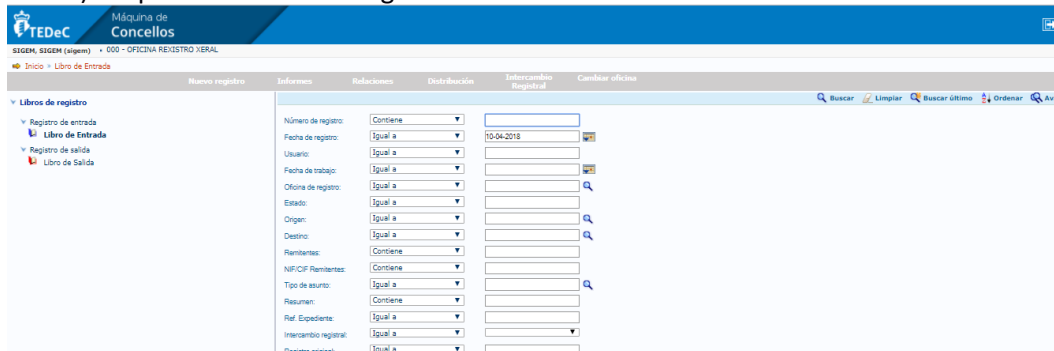 TEDeC
Máquina de
Concellos
SIGEM, SIGEM (sigem) • 000 - OFICINA REXISTRO XERAL
Inicio > Libro de Entrada
Nuevo registro Informes Relaciones Distribución Intercambio Registral Cambiar oficina
Buscar Limpiar Buscar último Ordenar Av
Libros de registro
Registro de entrada
Libro de Entrada
Registro de salida
Libro de Salida
Número de registro: Contiene
Fecha de registro: Igual a 10-04-2018
Usuario: Igual a
Fecha de trabajo: Igual a
Oficina de registro: Igual a
Estado: Igual a
Origen: Igual a
Destino: Igual a
Remitentes: Contiene
NIF/CIF Remitentes: Contiene
Tipo de asunto: Igual a
Resumen: Contiene
Ref. Expediente: Igual a
Intercambio registral: Igual a
Registro original: Igual a